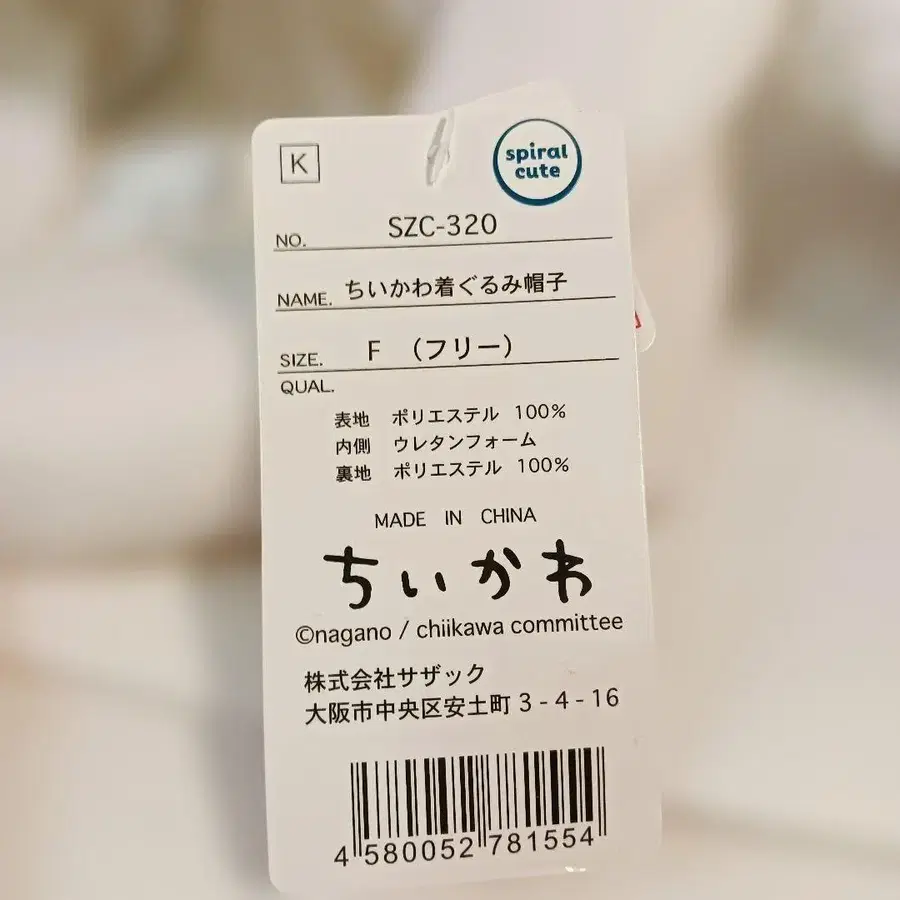 K
spiral
cute
NO. SZC-320
NAME. ちいかわ着ぐるみ帽子
SIZE. F （フリー）
QUAL.
表地 ポリエステル 100%
内側 ウレタンフォーム
裏地 ポリエステル 100%
MADE IN CHINA
ちいかわ
©nagano / chiikawa committee
株式会社サザック
大阪市中央区安土町 3 - 4 - 16
4 580052 781554